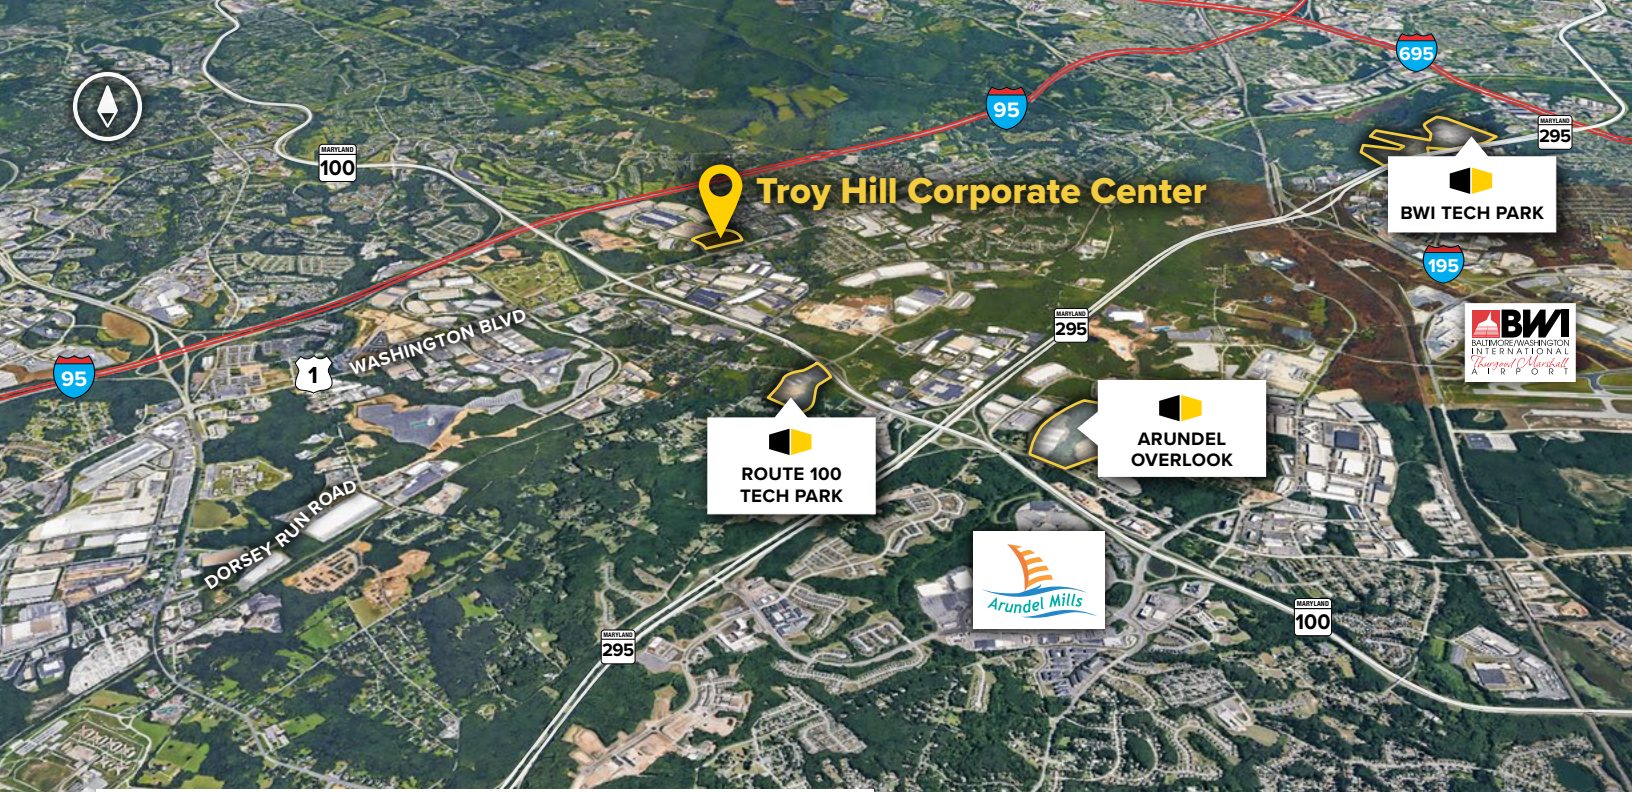 695
95
MARYLAND
295
MARYLAND
100
Troy Hill Corporate Center
BWI TECH PARK
195
WASHINGTON BLVD
MARYLAND
295
BWI
BALTIMORE/WASHINGTON
INTERNATIONAL
Thurgood Marshall
AIRPORT
95
1
ARUNDEL
OVERLOOK
ROUTE 100
TECH PARK
DORSEY RUN ROAD
Arundel Mills
MARYLAND
100
MARYLAND
295